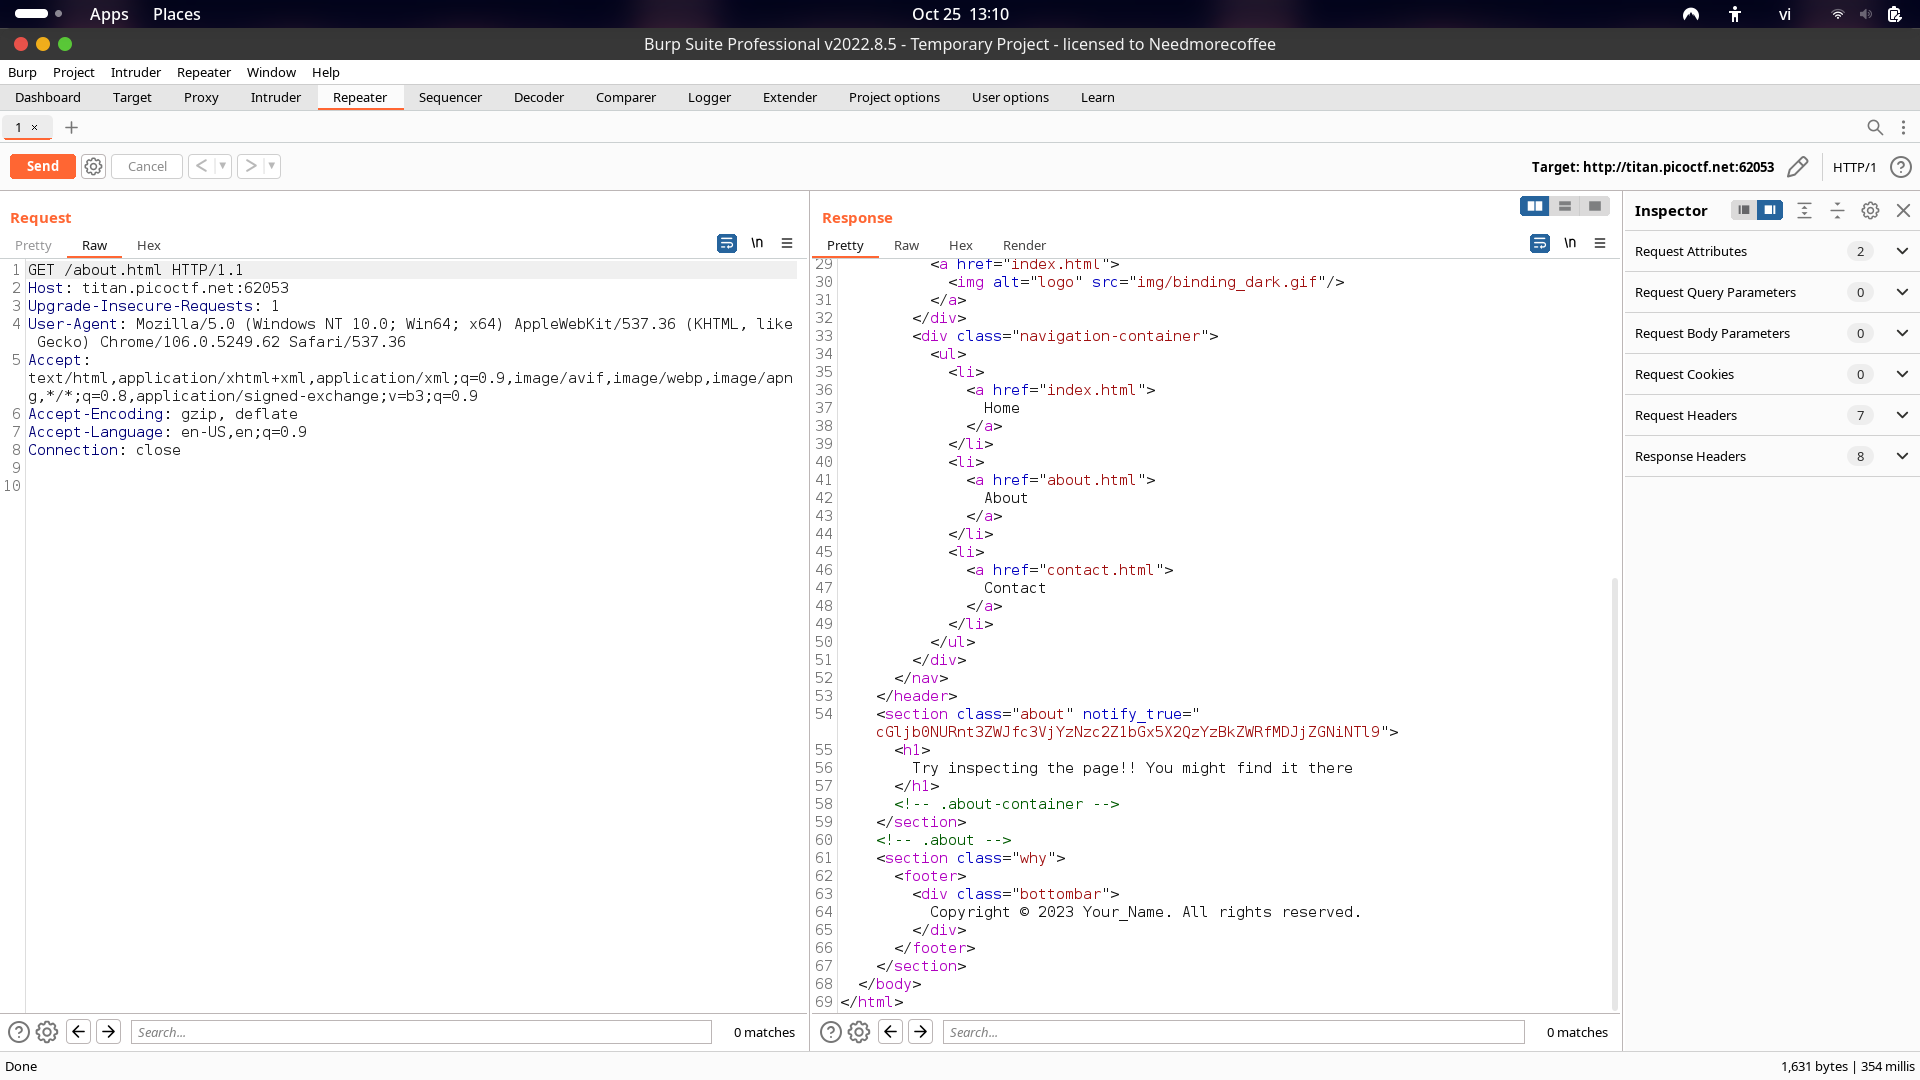 Apps Places Oct 25 13:10 vi
Burp Suite Professional v2022.8.5 - Temporary Project - licensed to Needmorecoffee
Burp Project Intruder Repeater Window Help
Dashboard Target Proxy Intruder Repeater Sequencer Decoder Comparer Logger Extender Project options User options Learn
1 × +
Send Cancel < > Target: http://titan.picoctf.net:62053 HTTP/1 ?
Request
Pretty Raw Hex \n
1 GET /about.html HTTP/1.1
2 Host: titan.picoctf.net:62053
3 Upgrade-Insecure-Requests: 1
4 User-Agent: Mozilla/5.0 (Windows NT 10.0; Win64; x64) AppleWebKit/537.36 (KHTML, like
Gecko) Chrome/106.0.5249.62 Safari/537.36
5 Accept:
text/html,application/xhtml+xml,application/xml;q=0.9,image/avif,image/webp,image/apn
g,*/*;q=0.8,application/signed-exchange;v=b3;q=0.9
6 Accept-Encoding: gzip, deflate
7 Accept-Language: en-US,en;q=0.9
8 Connection: close
9
10
Search... 0 matches
Response
Pretty Raw Hex Render \n
29 <a href="index.html">
30 <img alt="logo" src="img/binding_dark.gif"/>
31 </a>
32 </div>
33 <div class="navigation-container">
34 <ul>
35 <li>
36 <a href="index.html">
37 Home
38 </a>
39 </li>
40 <li>
41 <a href="about.html">
42 About
43 </a>
44 </li>
45 <li>
46 <a href="contact.html">
47 Contact
48 </a>
49 </li>
50 </ul>
51 </div>
52 </nav>
53 </header>
54 <section class="about" notify_true="
cGljb0NURnt3ZWJfc3VjYzNzc2Z1bGx5X2QzYzBkZWRfMDJjZGNiNTl9">
55 <h1>
56 Try inspecting the page!! You might find it there
57 </h1>
58 <!-- .about-container -->
59 </section>
60 <!-- .about -->
61 <section class="why">
62 <footer>
63 <div class="bottombar">
64 Copyright © 2023 Your_Name. All rights reserved.
65 </div>
66 </footer>
67 </section>
68 </body>
69 </html>
Search... 0 matches
Inspector
Request Attributes 2
Request Query Parameters 0
Request Body Parameters 0
Request Cookies 0
Request Headers 7
Response Headers 8
Done 1,631 bytes | 354 millis